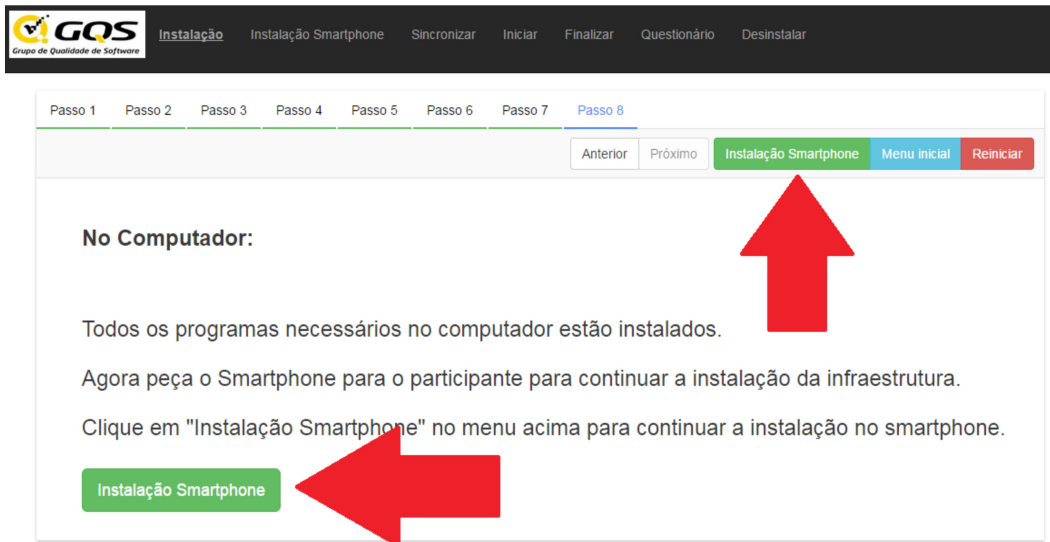 GQS
Grupo de Qualidade de Software
Instalação Instalação Smartphone Sincronizar Iniciar Finalizar Questionário Desinstalar
Passo 1 Passo 2 Passo 3 Passo 4 Passo 5 Passo 6 Passo 7 Passo 8
Anterior Próximo Instalação Smartphone Menu inicial Reiniciar
No Computador:
Todos os programas necessários no computador estão instalados.
Agora peça o Smartphone para o participante para continuar a instalação da infraestrutura.
Clique em "Instalação Smartphone" no menu acima para continuar a instalação no smartphone.
Instalação Smartphone